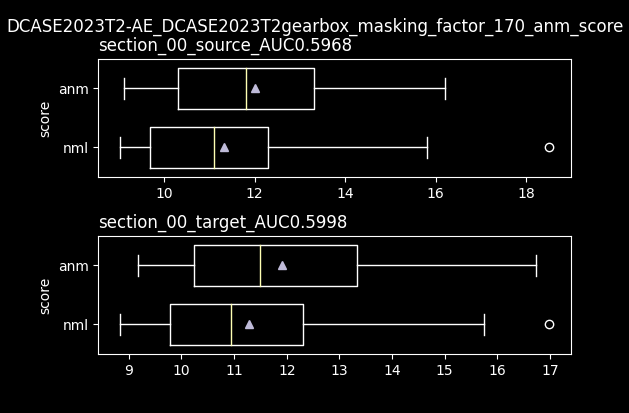 DCASE2023T2-AE_DCASE2023T2gearbox_masking_factor_170_anm_score
section_00_source_AUC0.5968
anm
score
nml
10 12 14 16 18
section_00_target_AUC0.5998
anm
score
nml
9 10 11 12 13 14 15 16 17